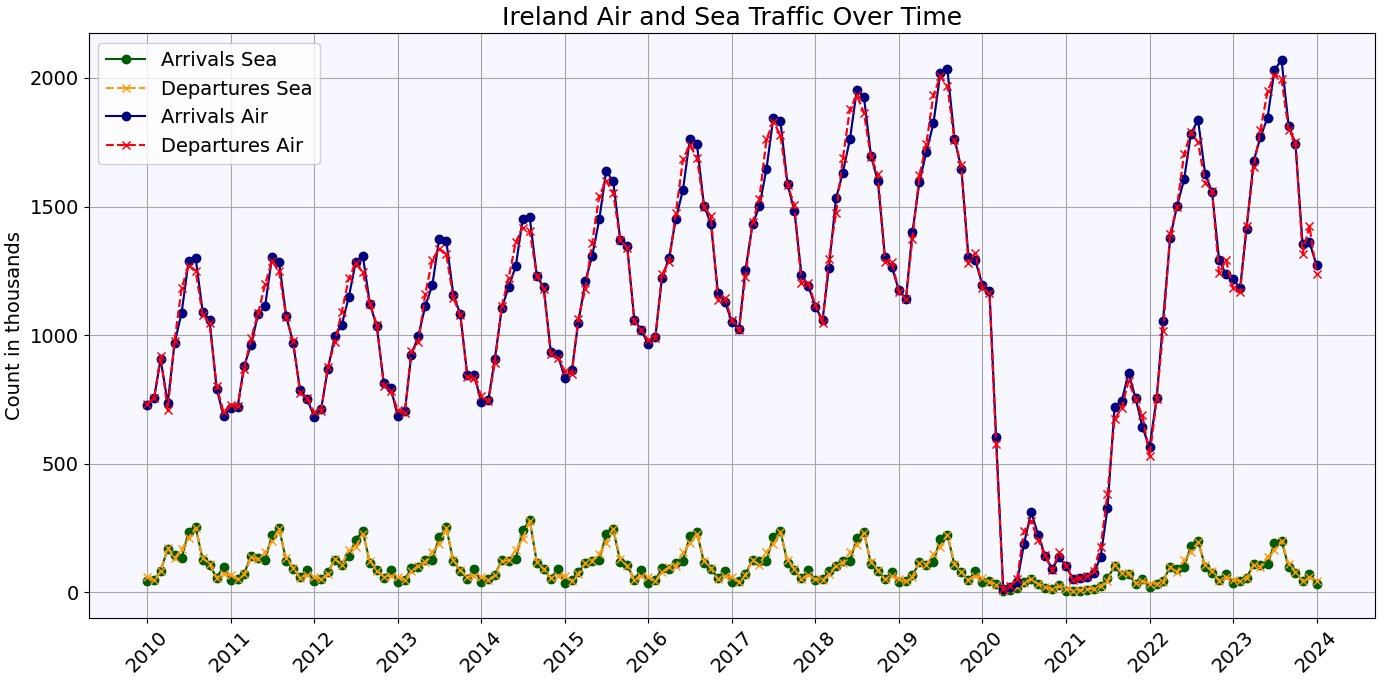 Ireland Air and Sea Traffic Over Time
Arrivals Sea
Departures Sea
Arrivals Air
Departures Air
Count in thousands
2000
1500
1000
500
0
2010 2011 2012 2013 2014 2015 2016 2017 2018 2019 2020 2021 2022 2023 2024